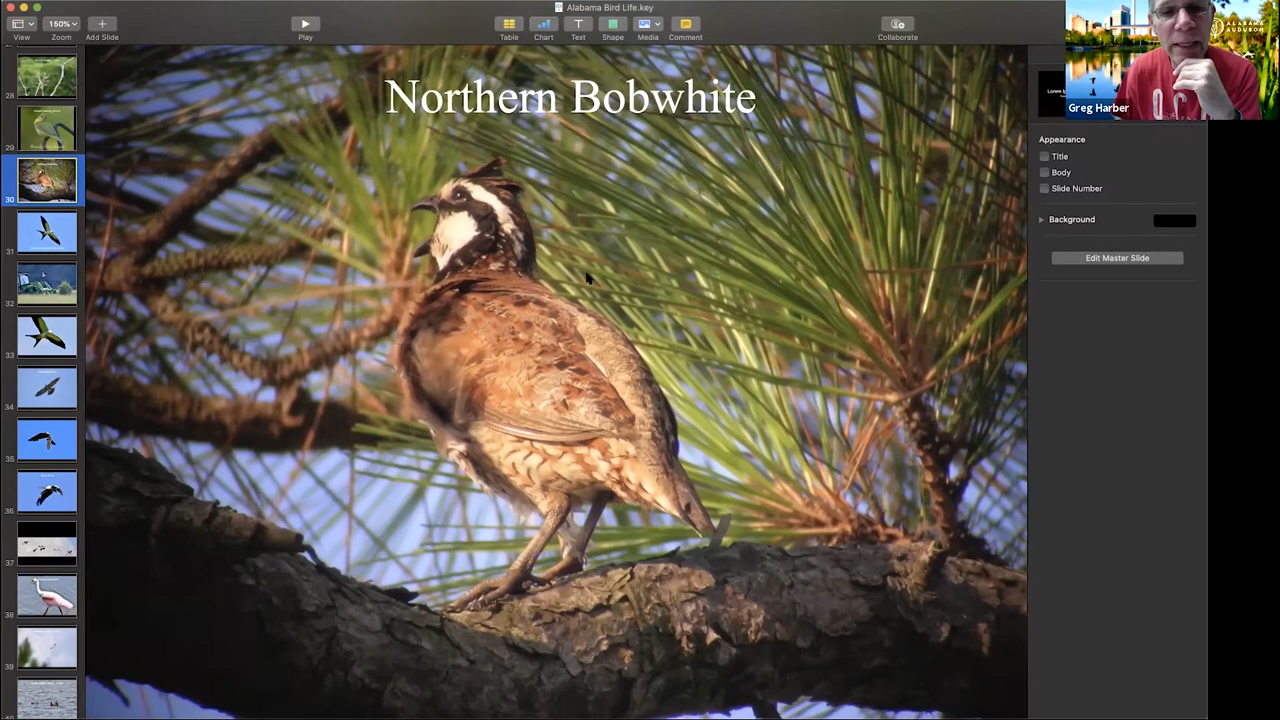 Alabama Bird Life.key
150%
View
Zoom
Add Slide
Play
Table
Chart
Text
Shape
Media
Comment
Collaborate
Northern Bobwhite
ALABAMA
AUDUBON
Greg Harber
Appearance
Title
Body
Slide Number
Background
Edit Master Slide
28
29
30
31
32
33
34
35
36
37
38
39